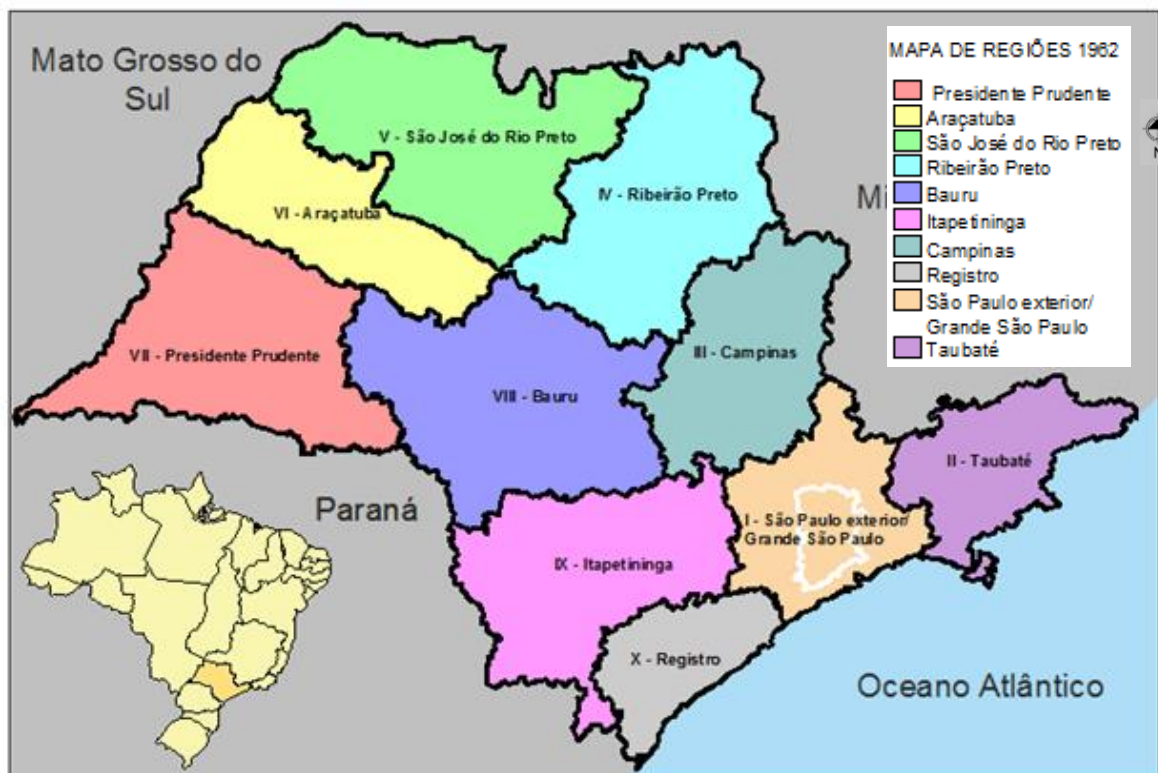 Mato Grosso do
Sul
MAPA DE REGIÕES 1962
Presidente Prudente
Araçatuba
São José do Rio Preto
Ribeirão Preto
Bauru
Itapetininga
Campinas
Registro
São Paulo exterior/
Grande São Paulo
Taubaté
N
V - São José do Rio Preto
IV - Ribeirão Preto
Mi
VI - Araçatuba
VII - Presidente Prudente
III - Campinas
VIII - Bauru
II - Taubaté
Paraná
I - São Paulo exterior/
Grande São Paulo
IX - Itapetininga
X - Registro
Oceano Atlântico